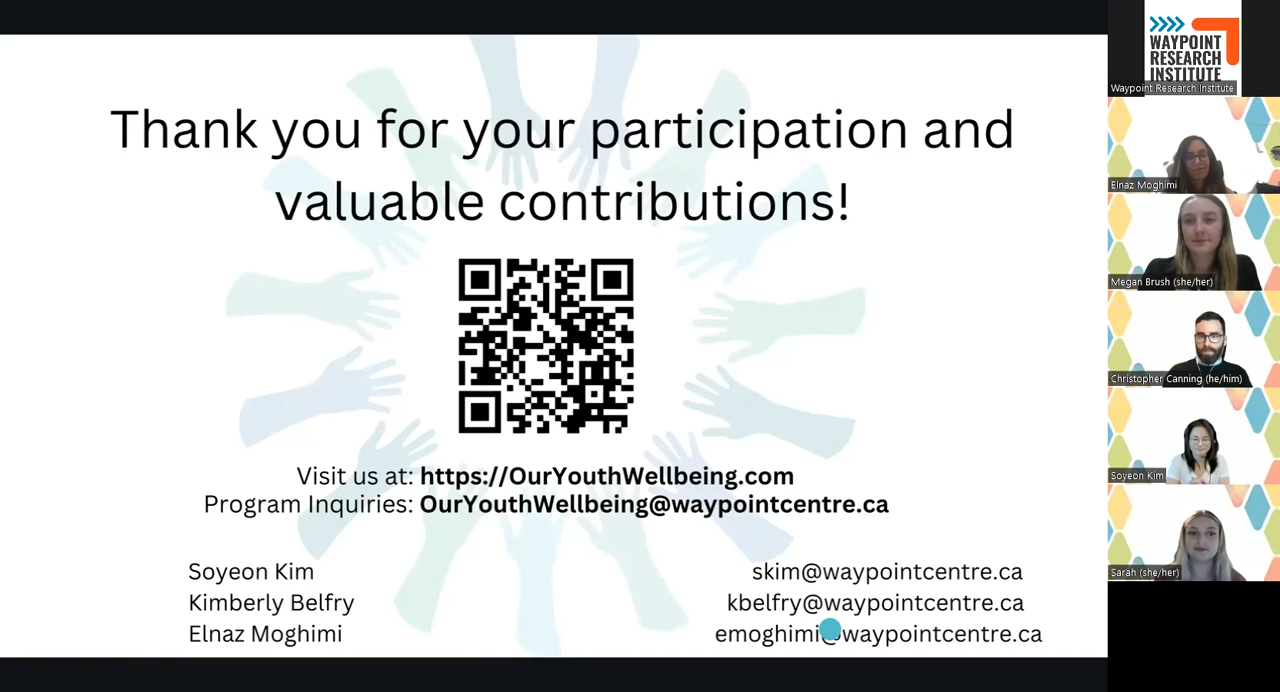 Thank you for your participation and
valuable contributions!
Visit us at: https://OurYouthWellbeing.com
Program Inquiries: OurYouthWellbeing@waypointcentre.ca
Soyeon Kim
Kimberly Belfry
Elnaz Moghimi
skim@waypointcentre.ca
kbelfry@waypointcentre.ca
emoghimi@waypointcentre.ca
WAYPOINT
RESEARCH
INSTITUTE
Waypoint Research Institute
Elnaz Moghimi
Megan Brush (she/her)
Christopher Canning (he/him)
Soyeon Kim
Sarah (she/her)